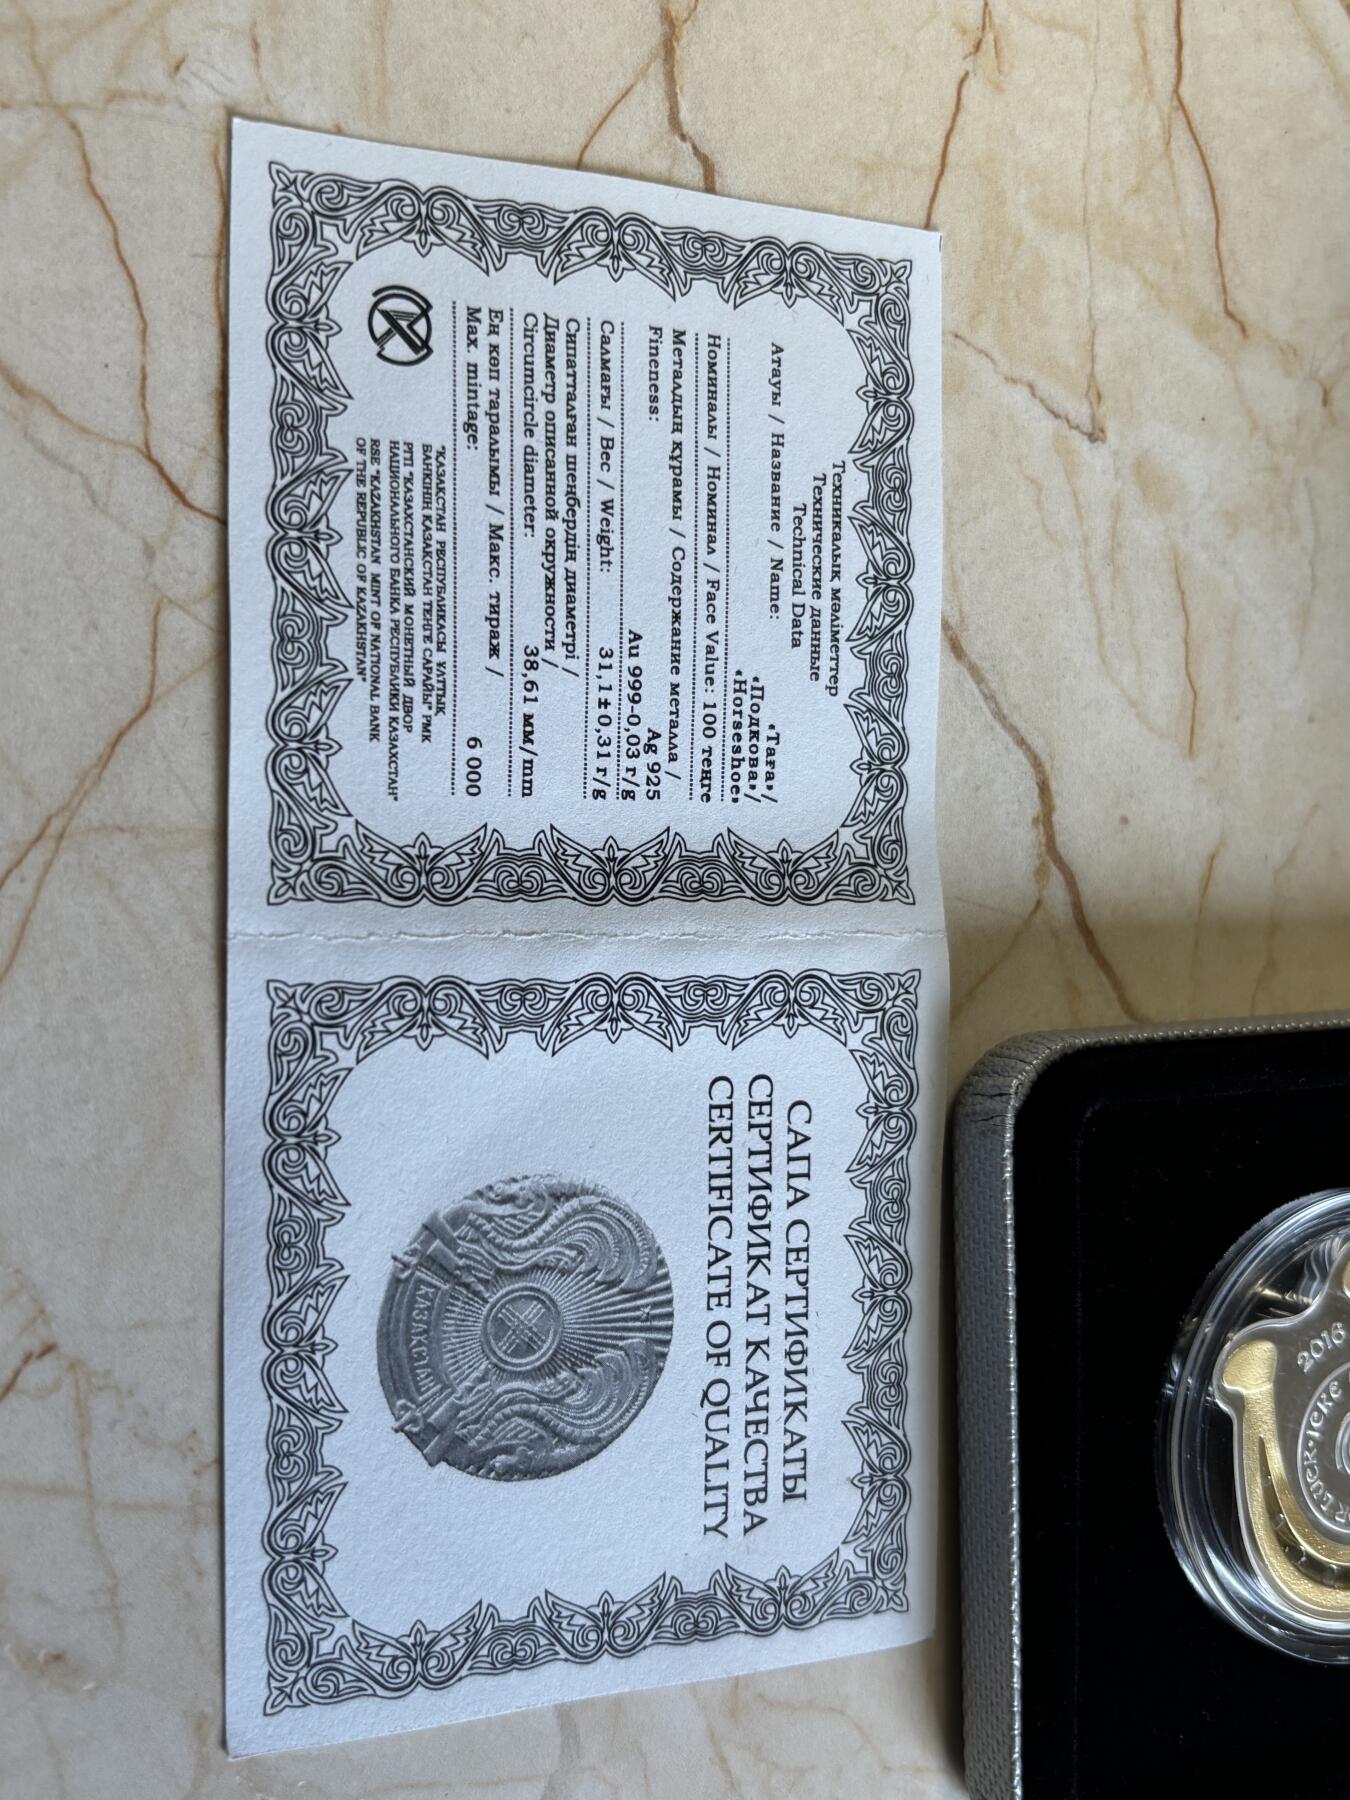 Техникалық мәліметтер
Технические данные
Technical Data
Атауы / Название / Name:
«Таға»/
«Подкова»/
«Horseshoe»
Номиналы / Номинал / Face Value: 100 теңге
Металдың құрамы / Содержание металла /
Fineness:
Ag 925
Au 999-0,03 г/g
Салмағы / Вес / Weight: 31,1±0,31 г/g
Сипатталған шеңбердің диаметрі /
Диаметр описанной окружности /
Circumcircle diameter: 38,61 мм/mm
Ең көп таралымы / Макс. тираж /
Max. mintage: 6 000
"ҚАЗАҚСТАН РЕСПУБЛИКАСЫ ҰЛТТЫҚ
БАНКІНІҢ ҚАЗАҚСТАН ТЕҢГЕ САРАЙЫ" РМК
РГП "КАЗАХСТАНСКИЙ МОНЕТНЫЙ ДВОР
НАЦИОНАЛЬНОГО БАНКА РЕСПУБЛИКИ КАЗАХСТАН"
RSE "KAZAKHSTAN MINT OF NATIONAL BANK
OF THE REPUBLIC OF KAZAKHSTAN"
САПА СЕРТИФИКАТЫ
СЕРТИФИКАТ КАЧЕСТВА
CERTIFICATE OF QUALITY
ҚАЗАҚСТАН
2016
OR LUCK•ІСКЕ